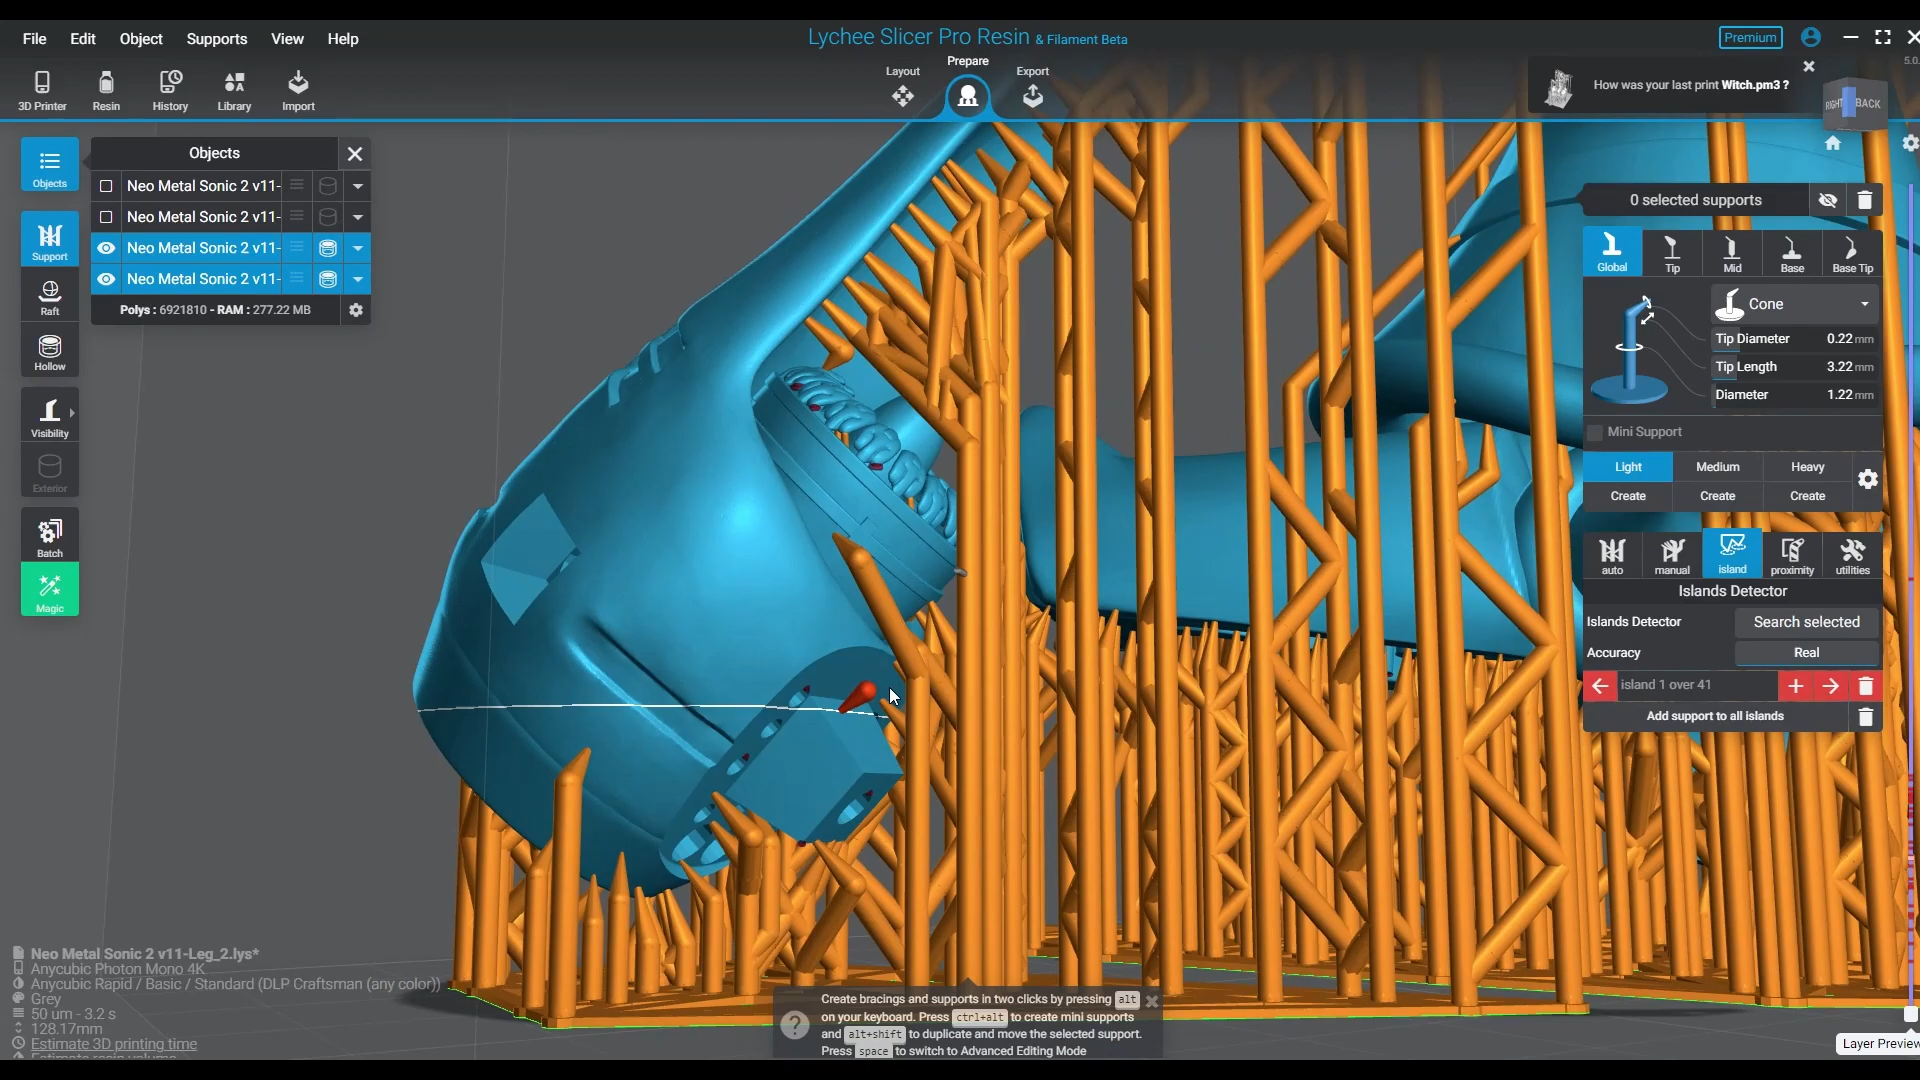 File Edit Object Supports View Help
Lychee Slicer Pro Resin & Filament Beta
Premium
3D Printer Resin History Library Import
Layout Prepare Export
How was your last print Witch.pm3 ?
5.0.
RIGHT BACK
Objects
Objects
Neo Metal Sonic 2 v11-
Neo Metal Sonic 2 v11-
Neo Metal Sonic 2 v11-
Neo Metal Sonic 2 v11-
Polys : 6921810 - RAM : 277.22 MB
Support
Raft
Hollow
Visibility
Exterior
Batch
Magic
0 selected supports
Global Tip Mid Base Base Tip
Cone
Tip Diameter 0.22 mm
Tip Length 3.22 mm
Diameter 1.22 mm
Mini Support
Light Medium Heavy
Create Create Create
auto manual island proximity utilities
Islands Detector
Islands Detector Search selected
Accuracy Real
island 1 over 41
Add support to all islands
Neo Metal Sonic 2 v11-Leg_2.lys*
Anycubic Photon Mono 4K
Anycubic Rapid / Basic / Standard (DLP Craftsman (any color))
Grey
50 um - 3.2 s
128.17mm
Estimate 3D printing time
Estimate resin volume
Create bracings and supports in two clicks by pressing alt
on your keyboard. Press ctrl+alt to create mini supports
and alt+shift to duplicate and move the selected support.
Press space to switch to Advanced Editing Mode
Layer Preview